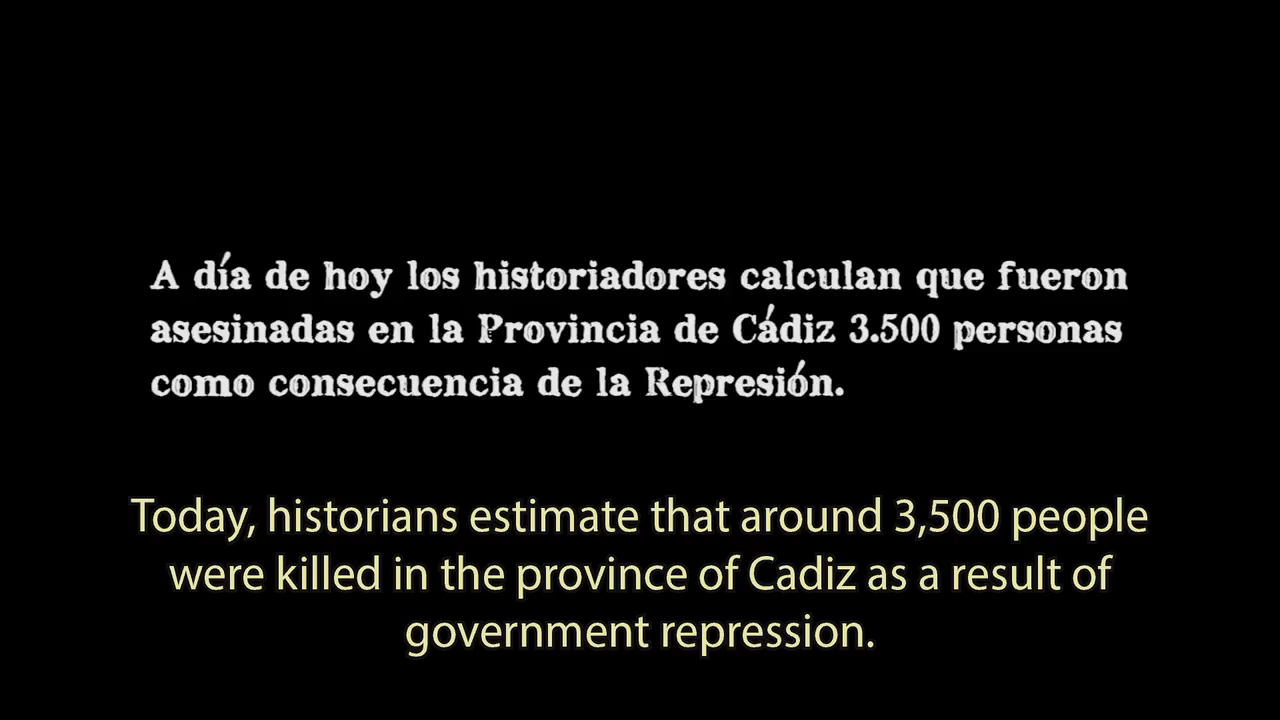 A día de hoy los historiadores calculan que fueron
asesinadas en la Provincia de Cádiz 3.500 personas
como consecuencia de la Represión.
Today, historians estimate that around 3,500 people
were killed in the province of Cadiz as a result of
government repression.